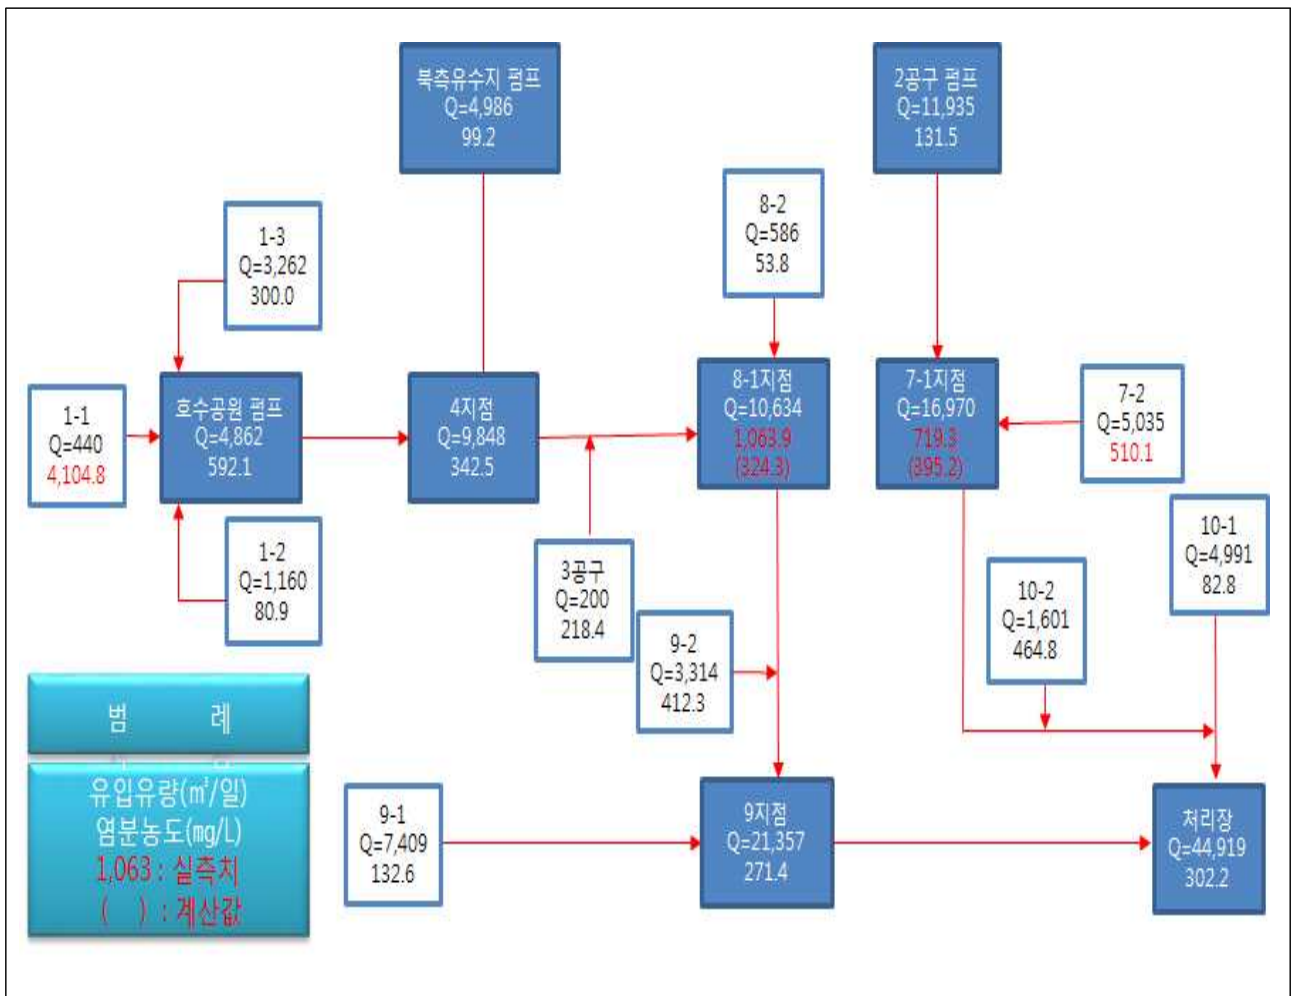 북측유수지 펌프
Q=4,986
99.2
2공구 펌프
Q=11,935
131.5
8-2
Q=586
53.8
1-3
Q=3,262
300.0
1-1
Q=440
4,104.8
호수공원 펌프
Q=4,862
592.1
4지점
Q=9,848
342.5
8-1지점
Q=10,634
1,063.9
(324.3)
7-1지점
Q=16,970
719.3
(395.2)
7-2
Q=5,035
510.1
1-2
Q=1,160
80.9
3공구
Q=200
218.4
9-2
Q=3,314
412.3
10-2
Q=1,601
464.8
10-1
Q=4,991
82.8
범 례
유입유량(m³/일)
염분농도(mg/L)
1,063 : 실측치
( ) : 계산값
9-1
Q=7,409
132.6
9지점
Q=21,357
271.4
처리장
Q=44,919
302.2